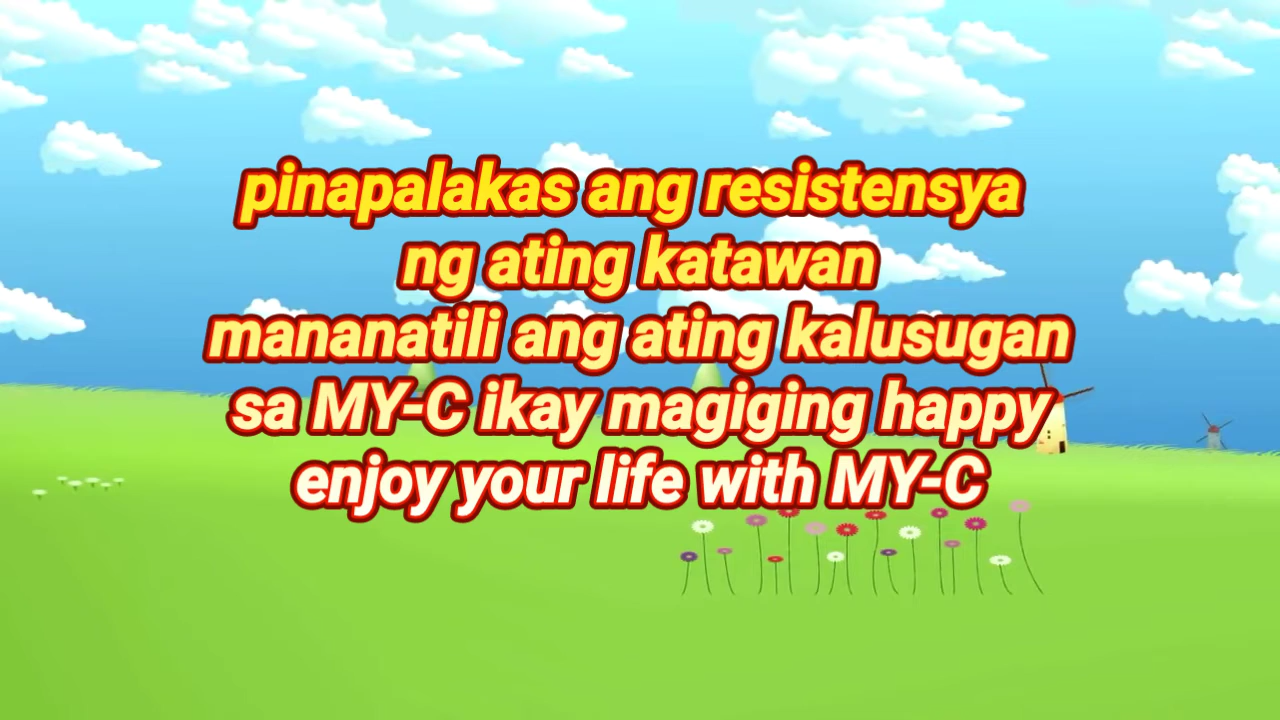 pinapalakas ang resistensya
ng ating katawan
mananatili ang ating kalusugan
sa MY-C ikay magiging happy
enjoy your life with MY-C